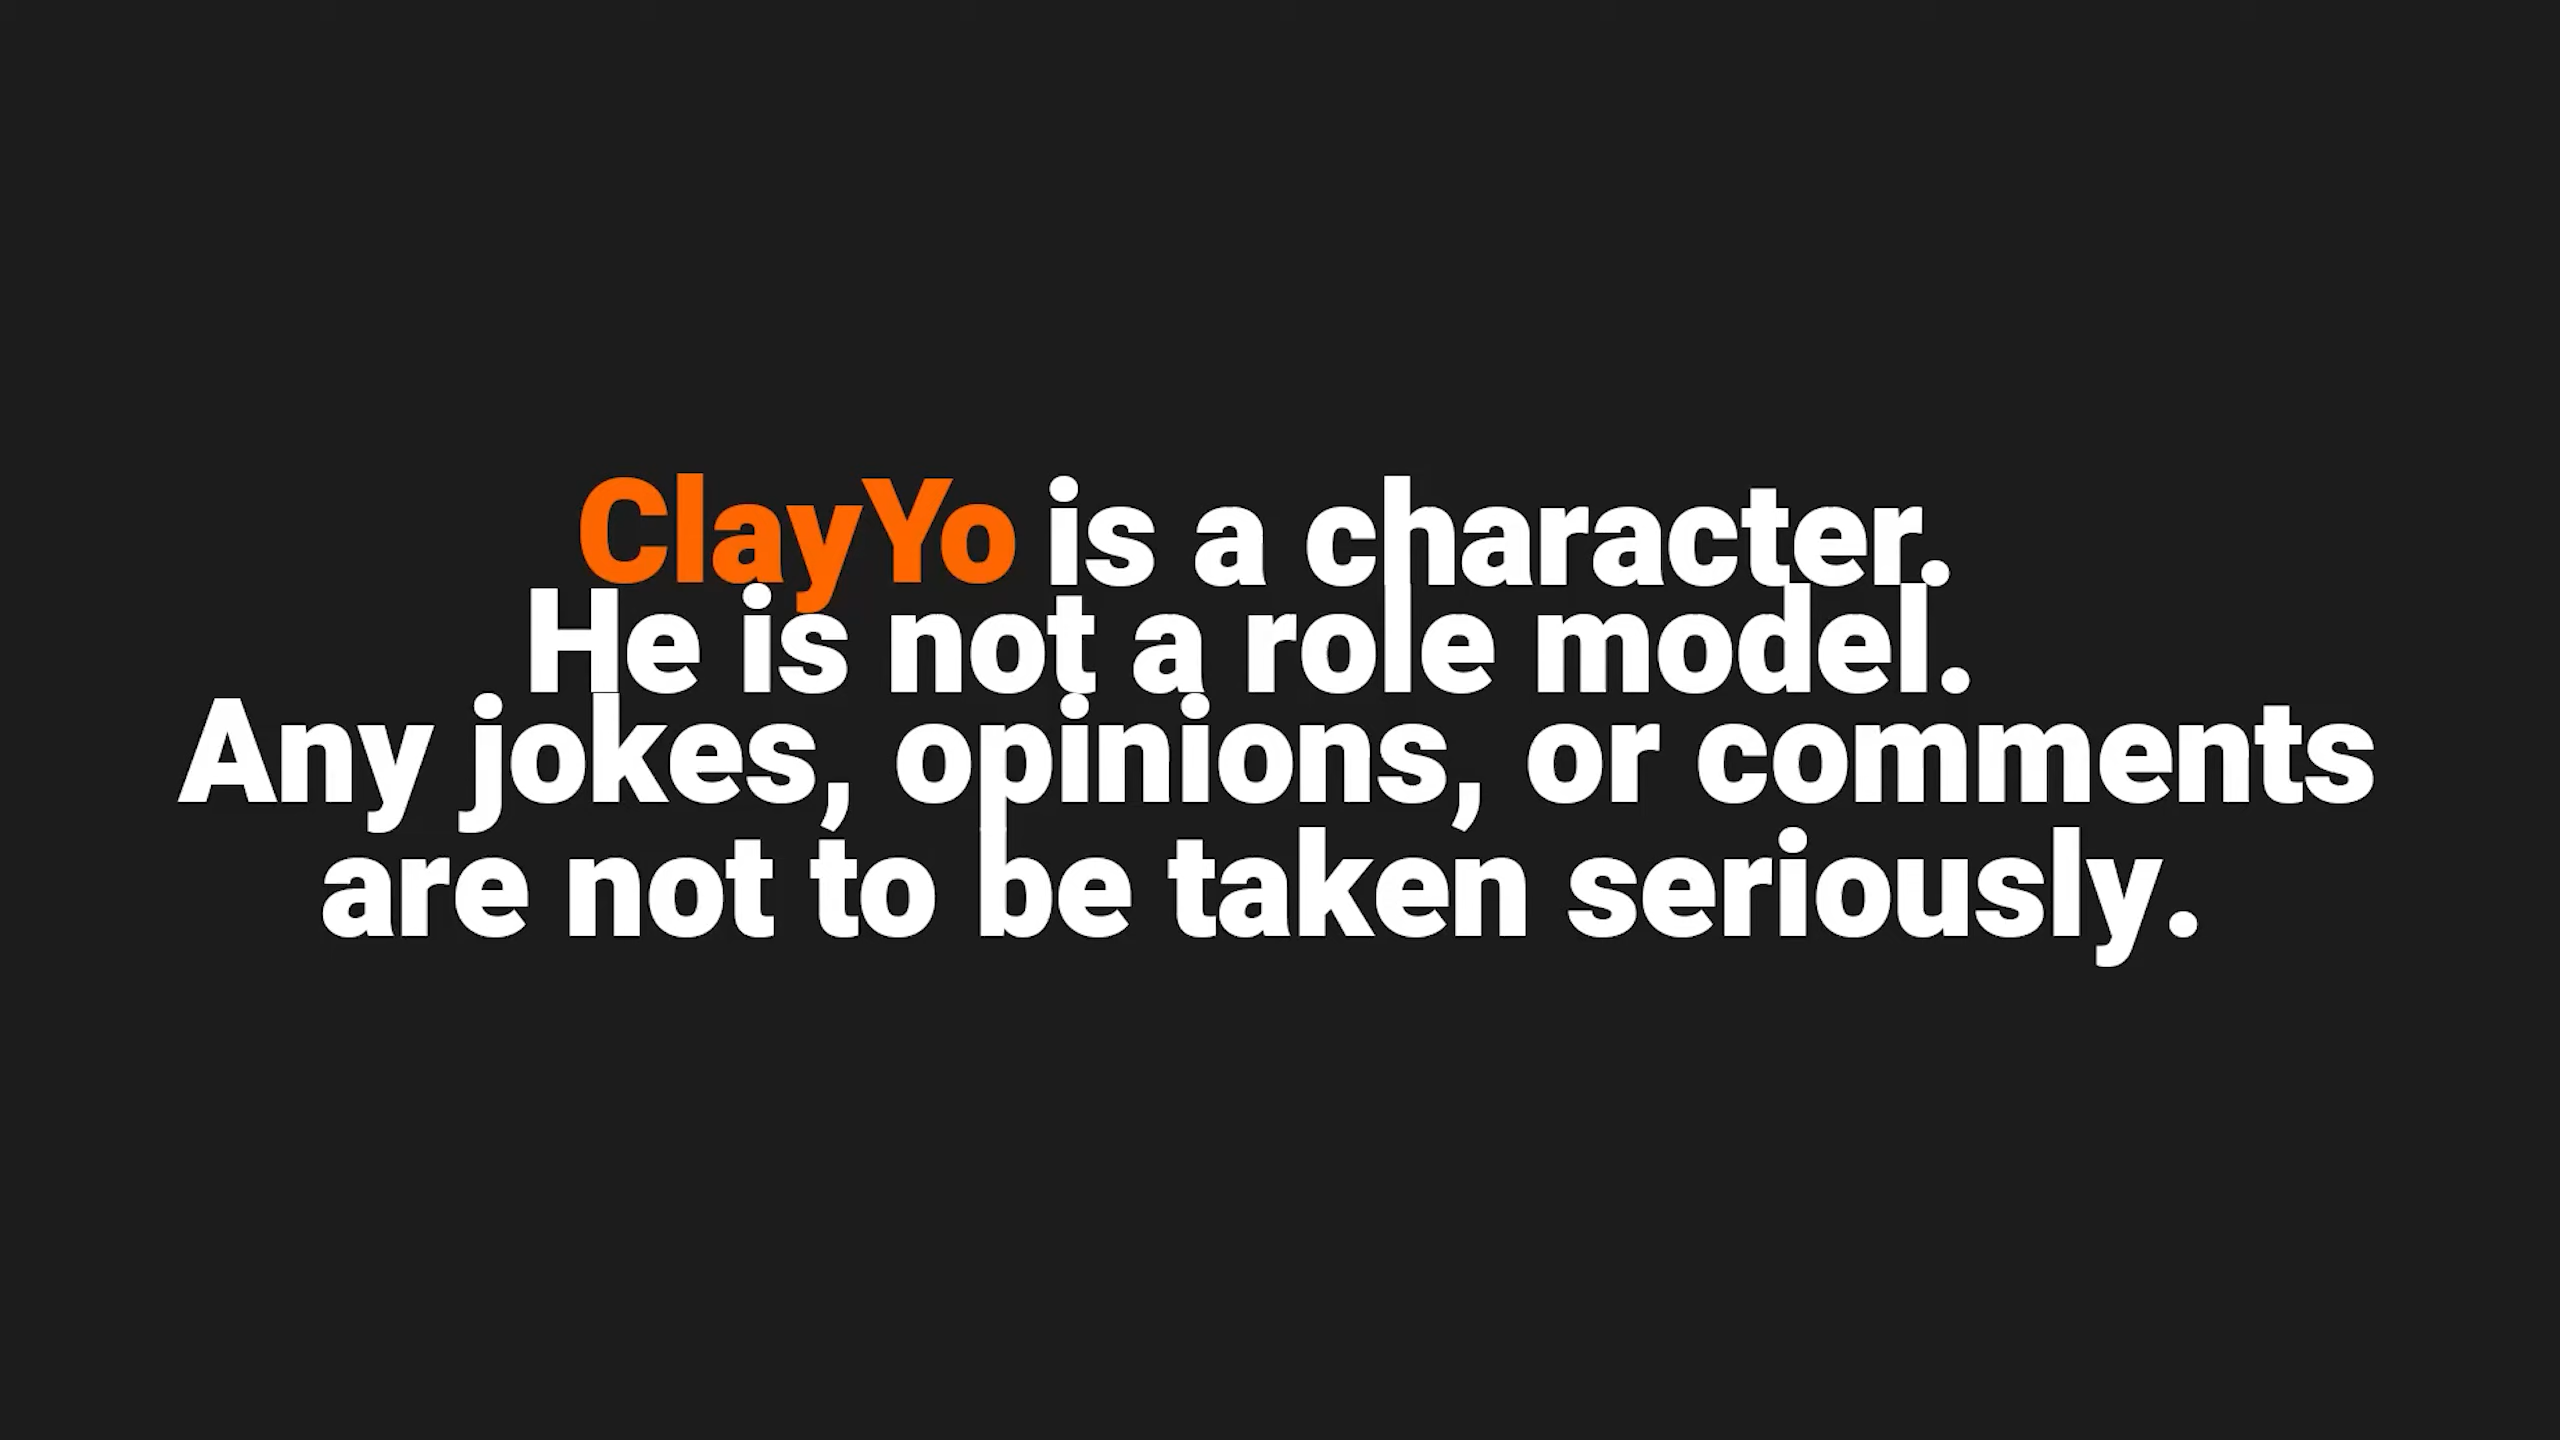 ClayYo is a character.
He is not a role model.
Any jokes, opinions, or comments
are not to be taken seriously.